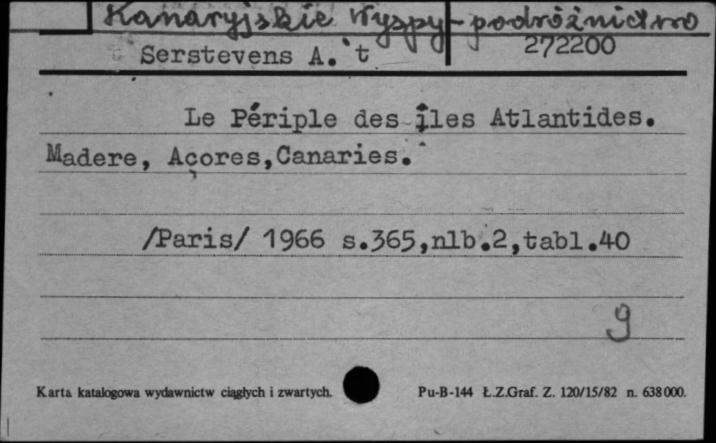 Kanaryjskie Wyspy - podróżnictwo
Serstevens A.'t 272200
Le Périple des îles Atlantides.
Madere, Açores,Canaries.
/Paris/ 1966 s.365,nlb.2,tabl.40
g
Karta katalogowa wydawnictw ciągłych i zwartych. Pu-B-144 Ł.Z.Graf. Z. 120/15/82 n. 638000.